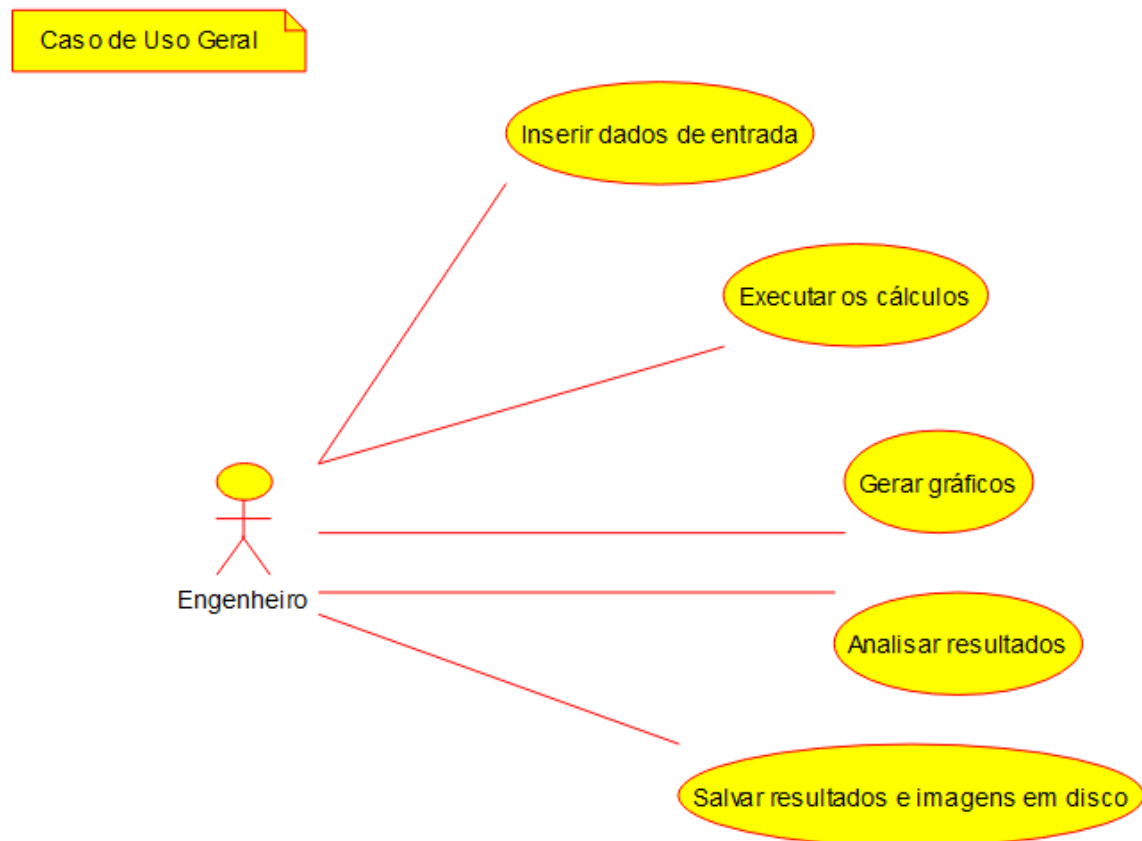 Caso de Uso Geral
Inserir dados de entrada
Executar os cálculos
Gerar gráficos
Engenheiro
Analisar resultados
Salvar resultados e imagens em disco